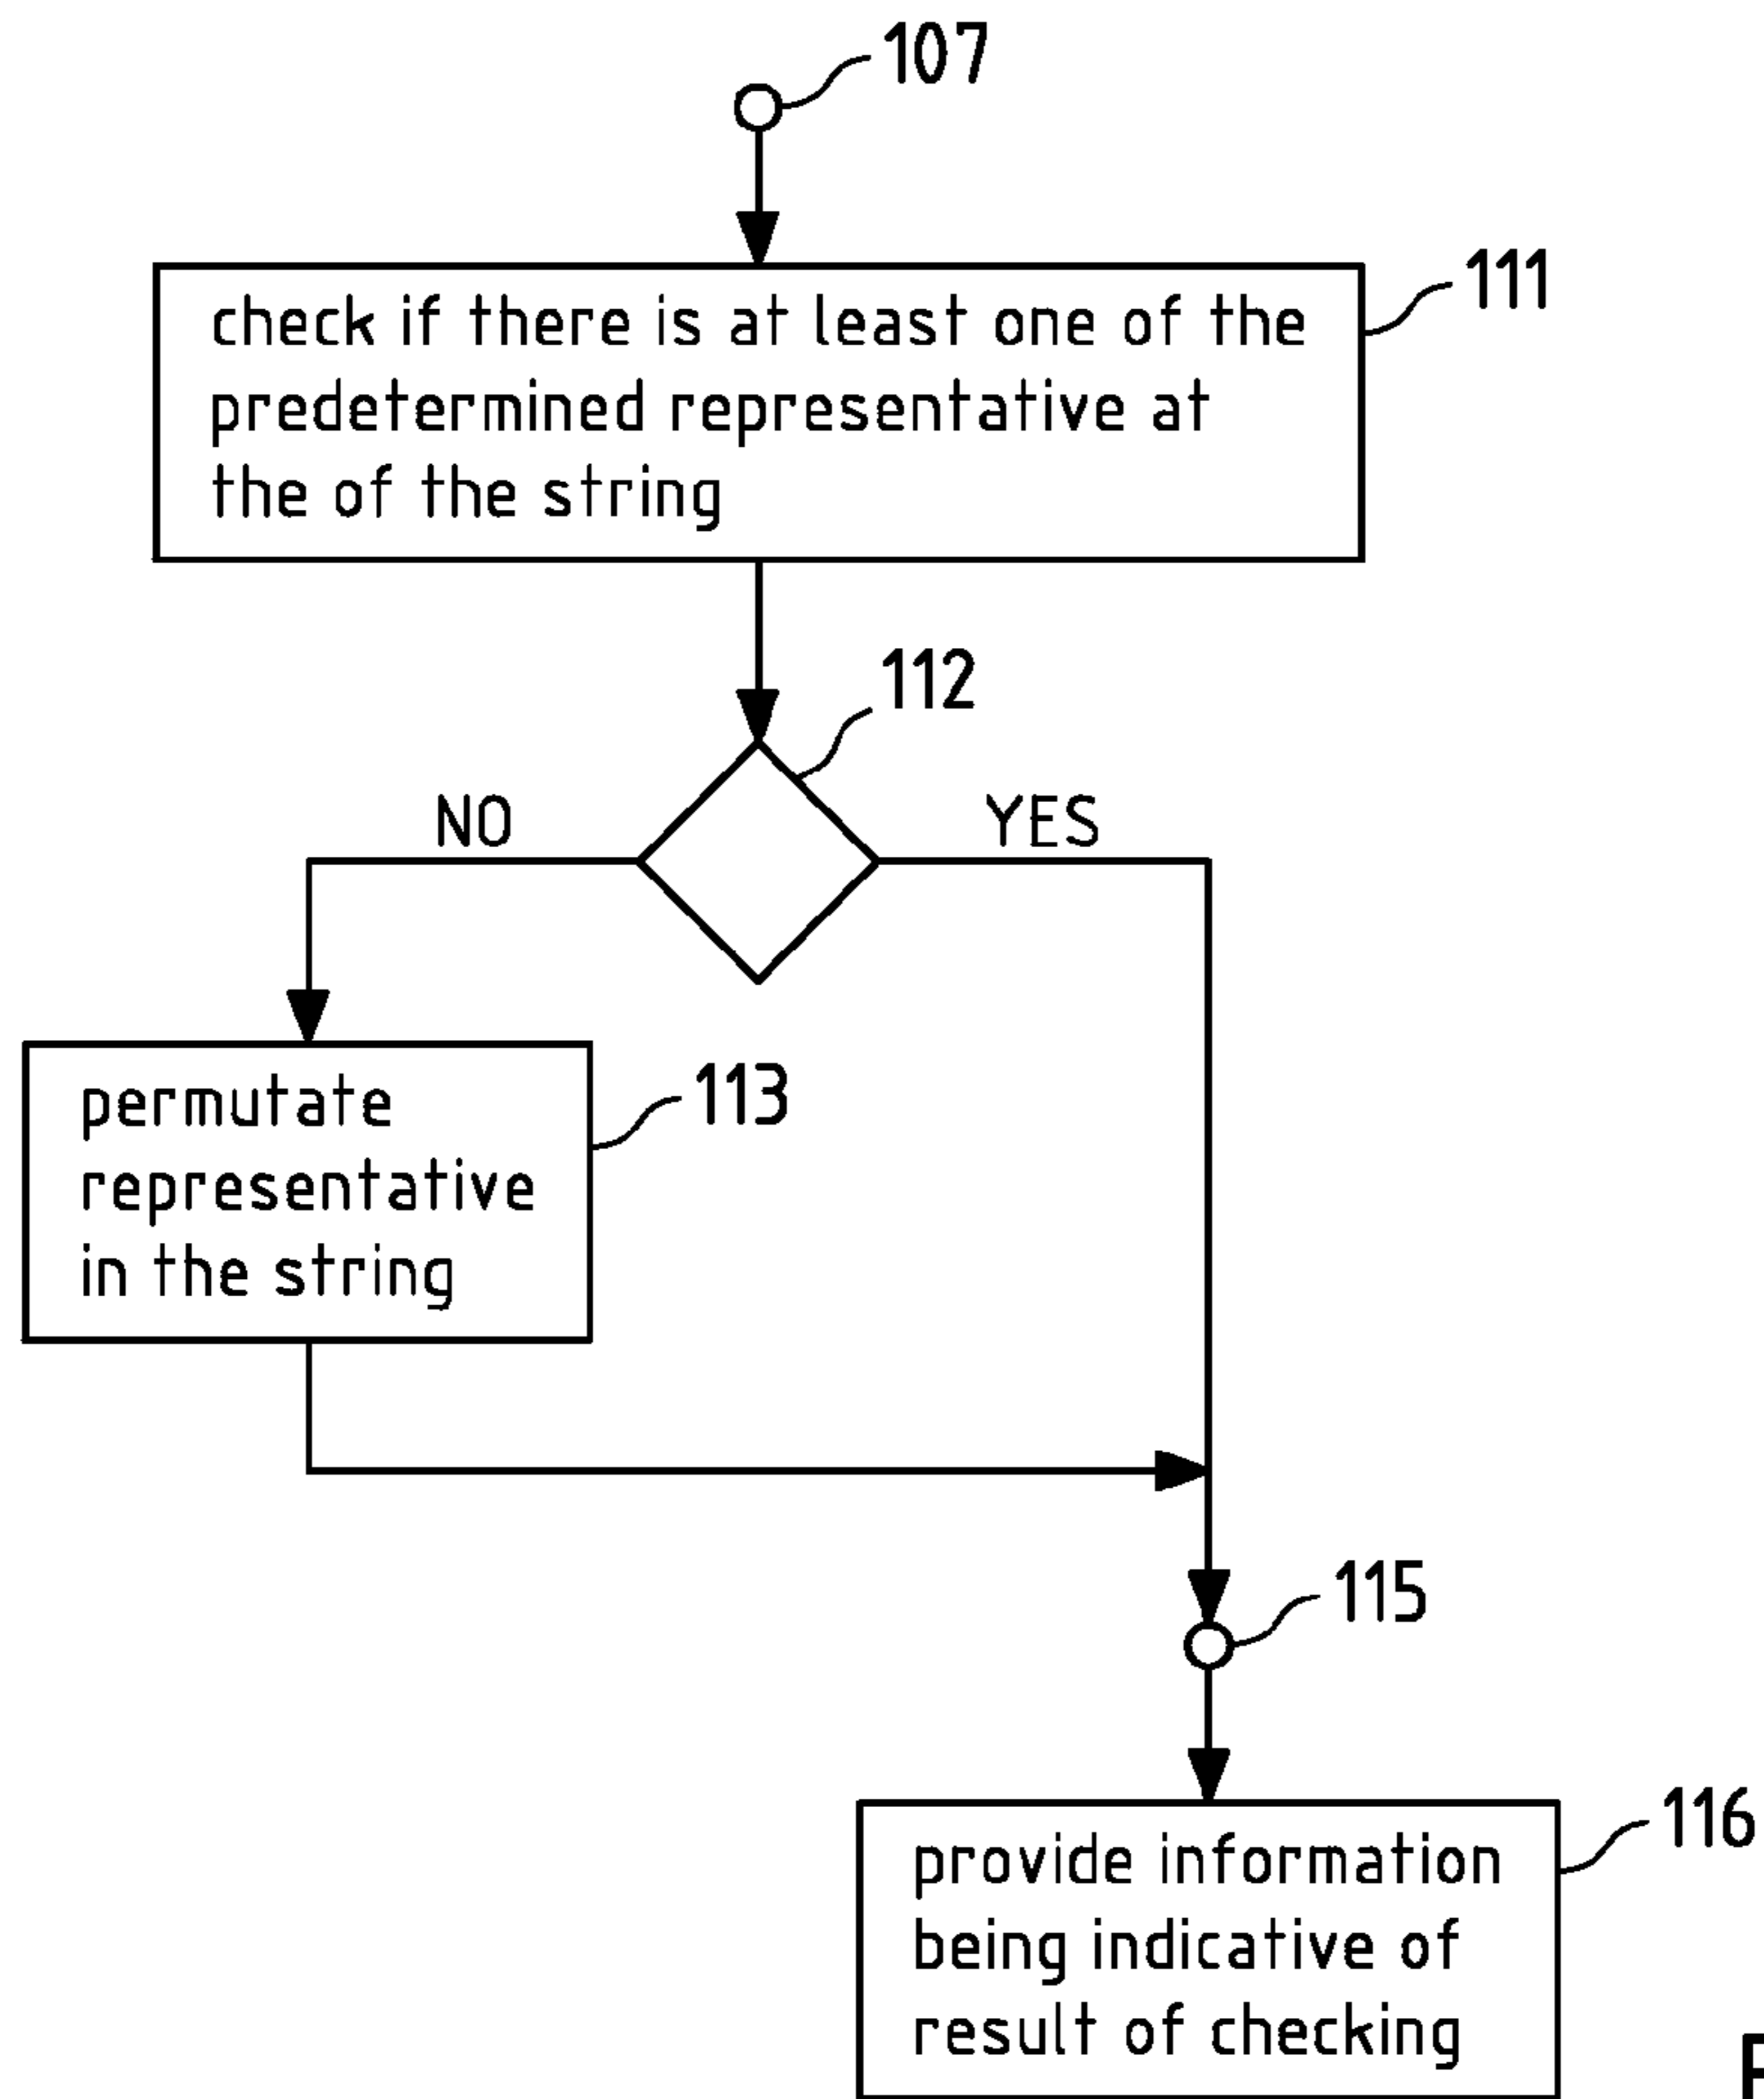 107
111
check if there is at least one of the
predetermined representative at
the of the string
112
NO
YES
permutate
representative
in the string
113
115
116
provide information
being indicative of
result of checking